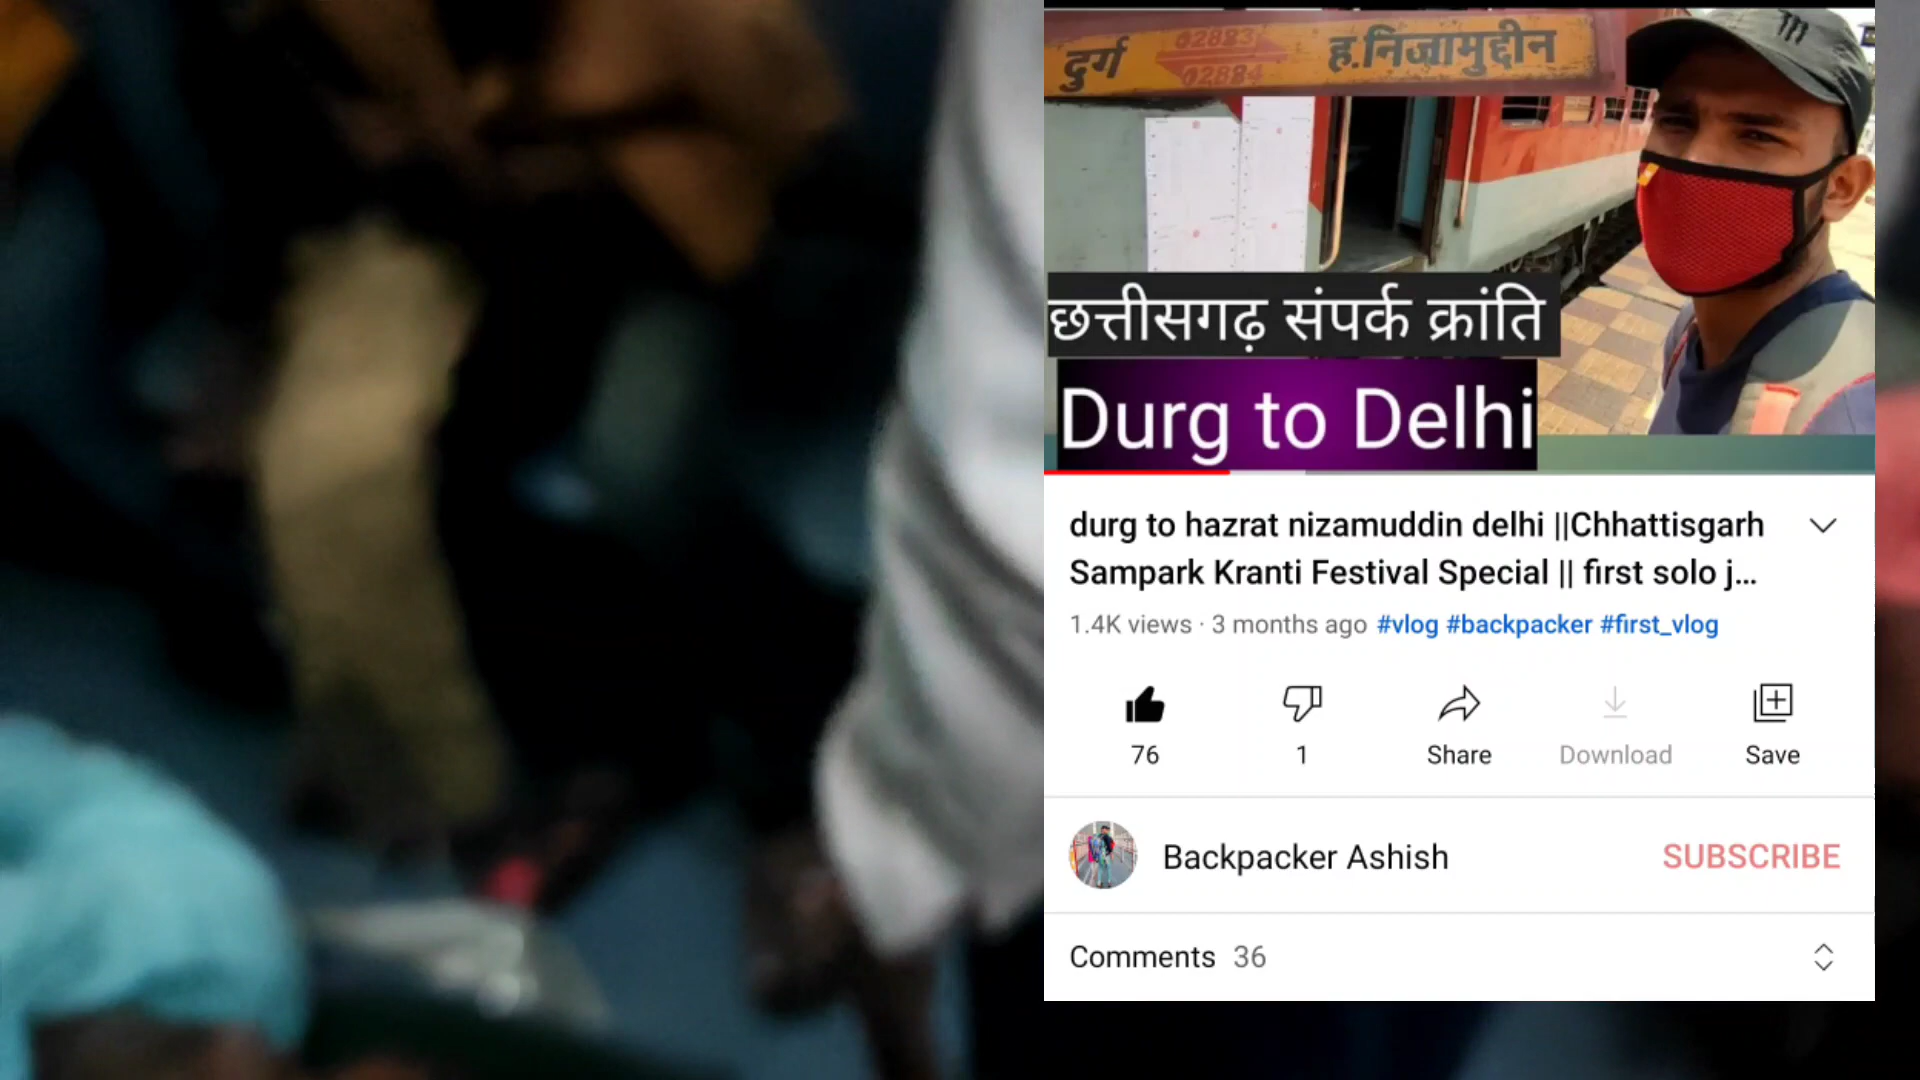 दुर्ग 02883 ह.निज़ामुद्दीन
02884
छत्तीसगढ़ संपर्क क्रांति
Durg to Delhi
durg to hazrat nizamuddin delhi ||Chhattisgarh
Sampark Kranti Festival Special || first solo j...
1.4K views · 3 months ago #vlog #backpacker #first_vlog
76 1 Share Download Save
Backpacker Ashish SUBSCRIBE
Comments 36